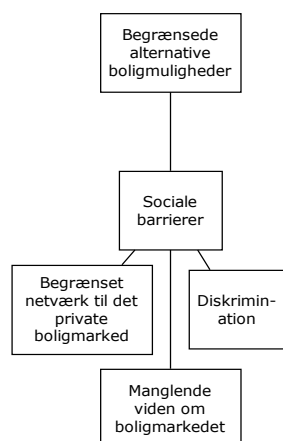 Begrænsede
alternative
boligmuligheder
Sociale
barrierer
Begrænset
netværk til det
private
boligmarked
Diskrimin-
ation
Manglende
viden om
boligmarkedet